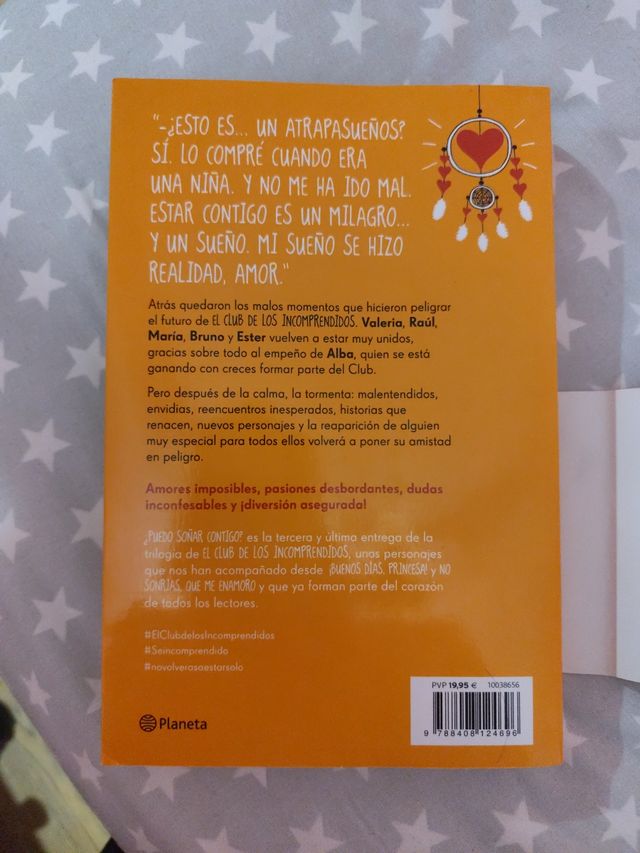 "-¿ESTO ES... UN ATRAPASUEÑOS?
SÍ. LO COMPRÉ CUANDO ERA
UNA NIÑA. Y NO ME HA IDO MAL.
ESTAR CONTIGO ES UN MILAGRO...
Y UN SUEÑO. MI SUEÑO SE HIZO
REALIDAD, AMOR."
Atrás quedaron los malos momentos que hicieron peligrar
el futuro de EL CLUB DE LOS INCOMPRENDIDOS. Valeria, Raúl,
María, Bruno y Ester vuelven a estar muy unidos,
gracias sobre todo al empeño de Alba, quien se está
ganando con creces formar parte del Club.
Pero después de la calma, la tormenta: malentendidos,
envidias, reencuentros inesperados, historias que
renacen, nuevos personajes y la reaparición de alguien
muy especial para todos ellos volverá a poner su amistad
en peligro.
Amores imposibles, pasiones desbordantes, dudas
inconfesables y ¡diversión asegurada!
¿PUEDO SOÑAR CONTIGO? es la tercera y última entrega de la
trilogía de EL CLUB DE LOS INCOMPRENDIDOS, unos personajes
que nos han acompañado desde ¡BUENOS DÍAS, PRINCESA! y NO
SONRÍAS, QUE ME ENAMORO y que ya forman parte del corazón
de todos los lectores.
#ElClubdelosIncomprendidos
#Seincomprendido
#novolverasaestarsolo
Planeta
PVP 19,95 € 10038656
9 788408 124696